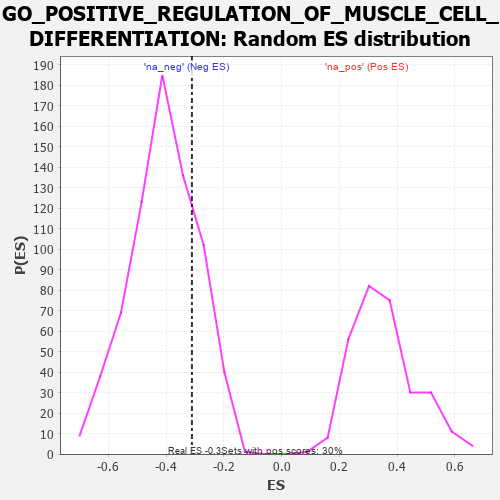 GO_POSITIVE_REGULATION_OF_MUSCLE_CELL_
DIFFERENTIATION: Random ES distribution
'na_neg' (Neg ES) 'na_pos' (Pos ES)
190
180
170
160
150
140
130
120
110
100
90
80
70
60
50
40
30
20
10
0
P(ES)
Real ES -0.3Sets with pos scores: 30%
-0.6 -0.4 -0.2 0.0 0.2 0.4 0.6
ES